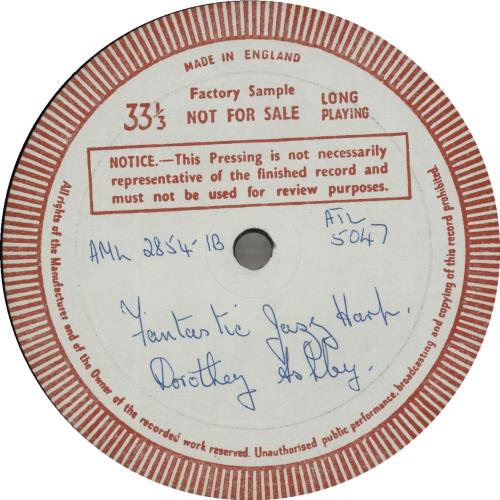 MADE IN ENGLAND
Factory Sample
33⅓ NOT FOR SALE LONG PLAYING
NOTICE.—This Pressing is not necessarily
representative of the finished record and
must not be used for review purposes.
AML 2854-1B
ATL
5047
Fantastic Jazz Harp.
Dorothey Ashby.
All rights of the Manufacturer and of the Owner of the recorded work reserved. Unauthorised public performance, broadcasting and copying of this record prohibited.